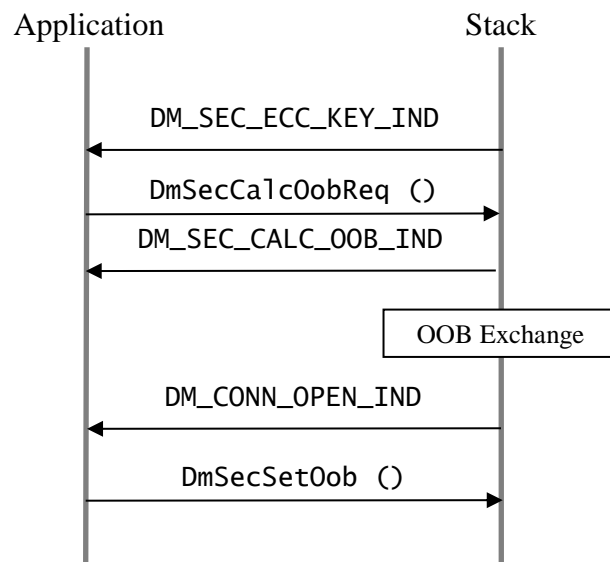 Application Stack
DM_SEC_ECC_KEY_IND
DmSecCalcOobReq ()
DM_SEC_CALC_OOB_IND
OOB Exchange
DM_CONN_OPEN_IND
DmSecSetOob ()